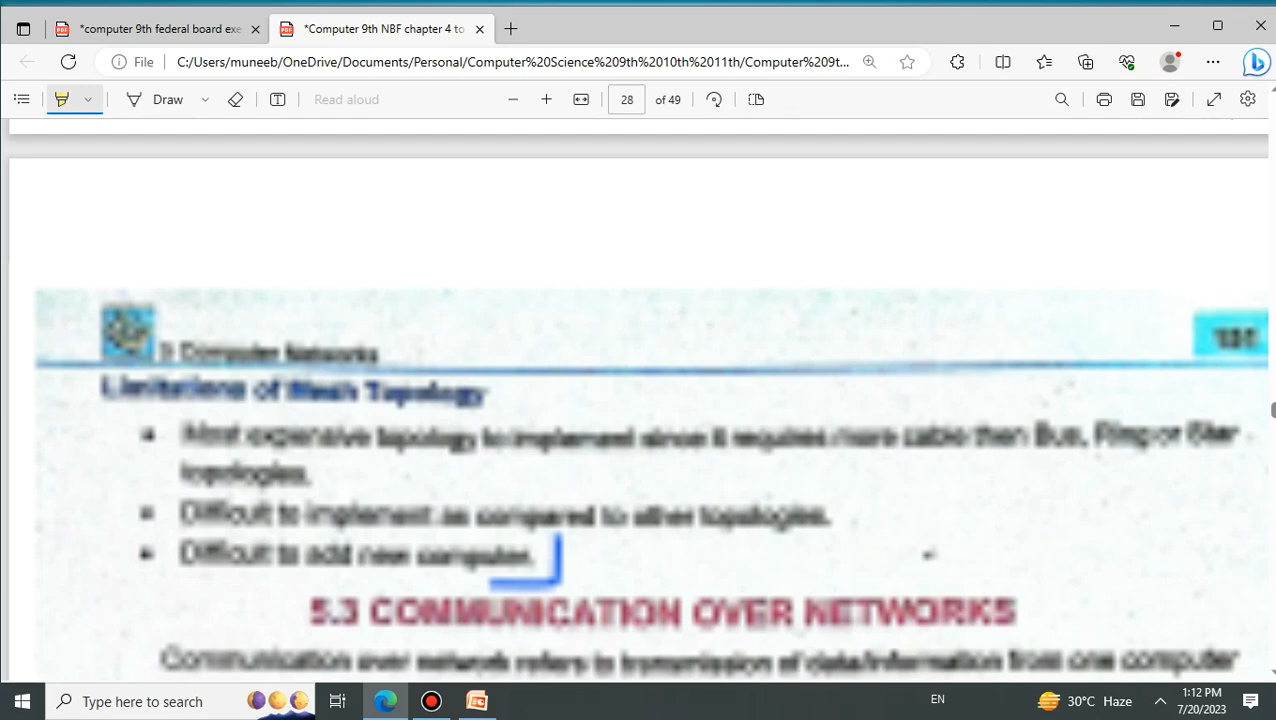 *computer 9th federal board exe
*Computer 9th NBF chapter 4 to
File C:/Users/muneeb/OneDrive/Documents/Personal/Computer%20Science%209th%2010th%2011th/Computer%209t...
Draw
Read aloud
28 of 49
5 Computer Networks
Limitations of Mesh Topology
• Most expensive topology to implement since it requires more cable then Bus, Ring or Star
topologies.
• Difficult to implement as compared to other topologies.
• Difficult to add new computer.
5.3 COMMUNICATION OVER NETWORKS
Communication over network refers to transmission of data/information from one computer
Type here to search
EN
30°C Haze
1:12 PM
7/20/2023